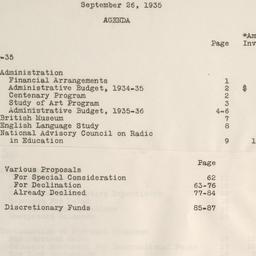 September 26, 1935
AGENDA
Page
-35
Administration
Financial Arrangements 1
Administrative Budget, 1934-35 2 $
Centenary Program 2
Study of Art Program 3
Administrative Budget, 1935-36 4-6
British Museum 7
English Language Study 8
National Advisory Council on Radio
in Education 9 1
Page
Various Proposals
For Special Consideration 62
For Declination 63-76
Already Declined 77-84
Discretionary Funds 85-87